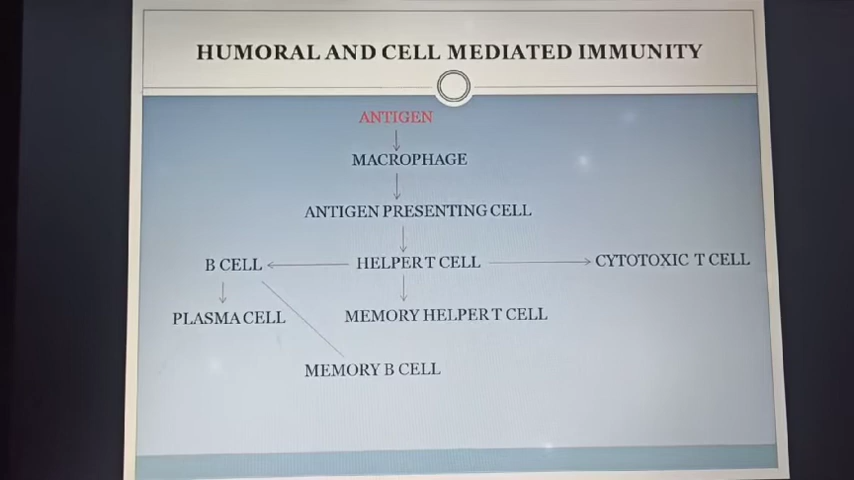 HUMORAL AND CELL MEDIATED IMMUNITY
ANTIGEN
MACROPHAGE
ANTIGEN PRESENTING CELL
B CELL
HELPER T CELL
CYTOTOXIC T CELL
PLASMA CELL
MEMORY HELPER T CELL
MEMORY B CELL